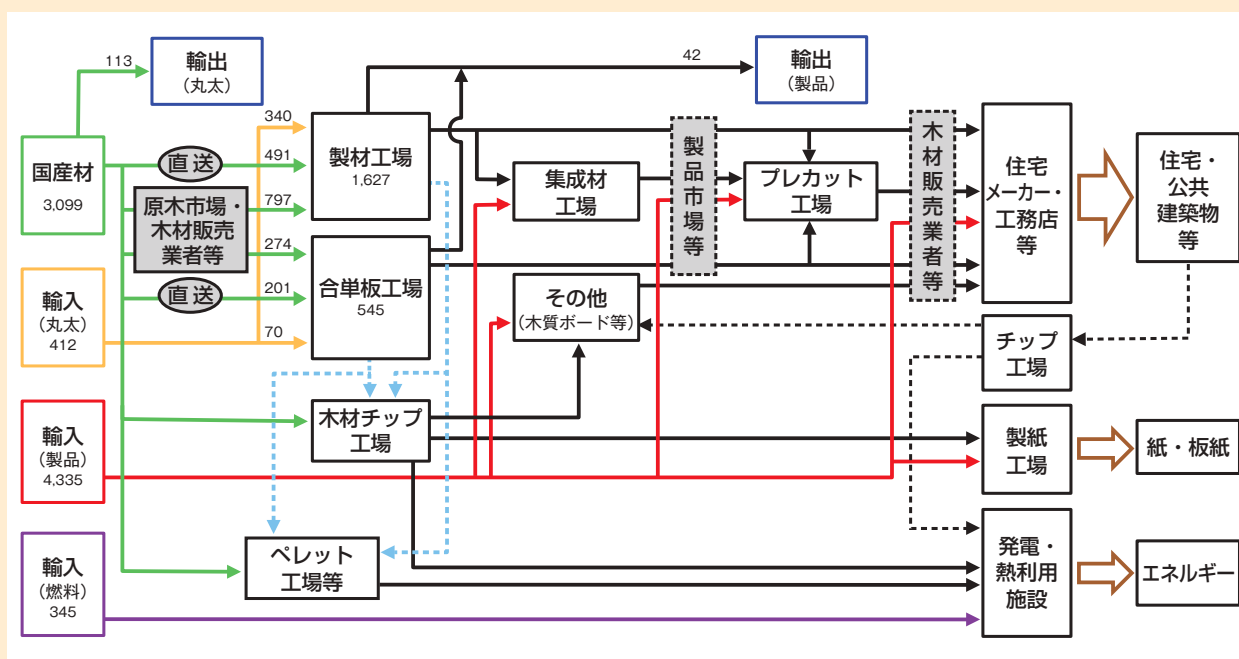 113
輸出
(丸太)
42
輸出
(製品)
国産材
3,099
直送
原木市場・
木材販売
業者等
直送
340
491
797
274
201
70
製材工場
1,627
合単板工場
545
集成材
工場
製品市場等
プレカット
工場
木材販売業者等
住宅
メーカー・
工務店
等
住宅・
公共
建築物
等
輸入
(丸太)
412
その他
(木質ボード等)
チップ
工場
輸入
(製品)
4,335
木材チップ
工場
製紙
工場
紙・板紙
輸入
(燃料)
345
ペレット
工場等
発電・
熱利用
施設
エネルギー